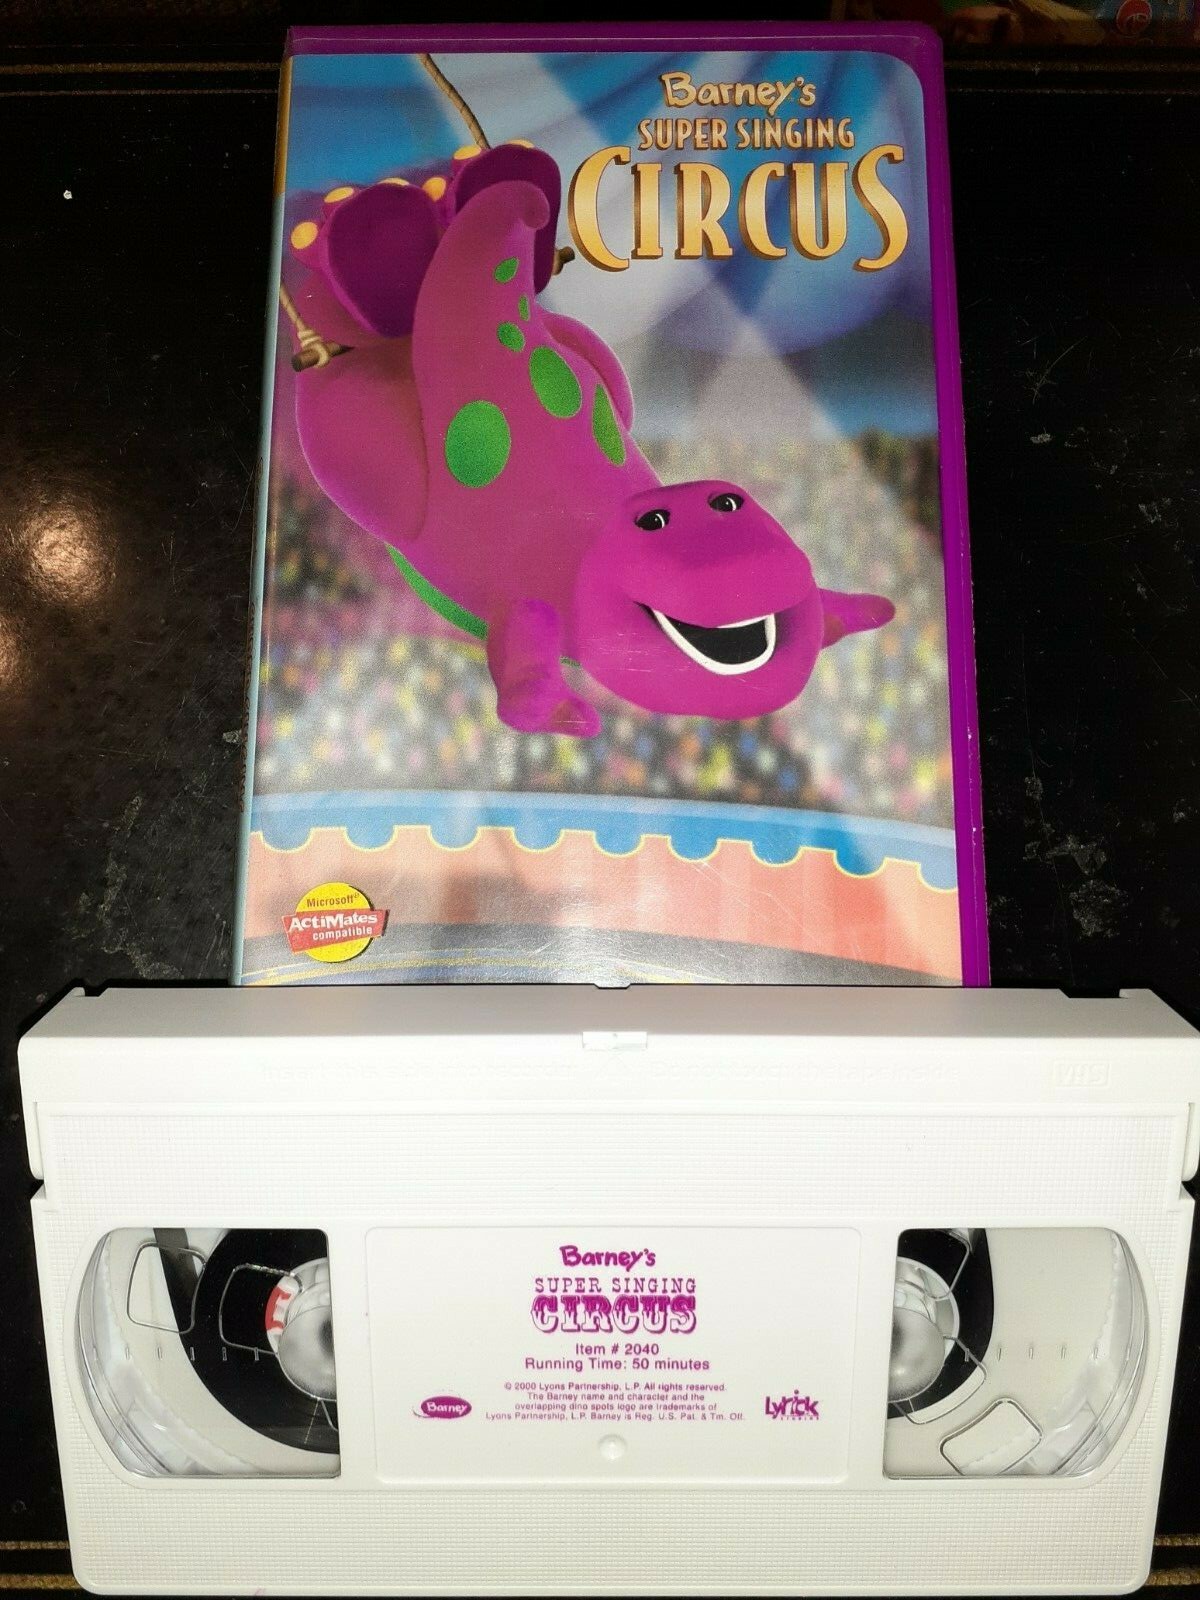 Barney's
SUPER SINGING
CIRCUS
Microsoft®
ActiMates
compatible
VHS
Barney's
SUPER SINGING
CIRCUS
Item # 2040
Running Time: 50 minutes
© 2000 Lyons Partnership, L.P. All rights reserved.
The Barney name and character and the
overlapping dino spots logo are trademarks of
Lyons Partnership, L.P. Barney is Reg. U.S. Pat. & Tm. Off.
Barney
Lyrick
STUDIOS